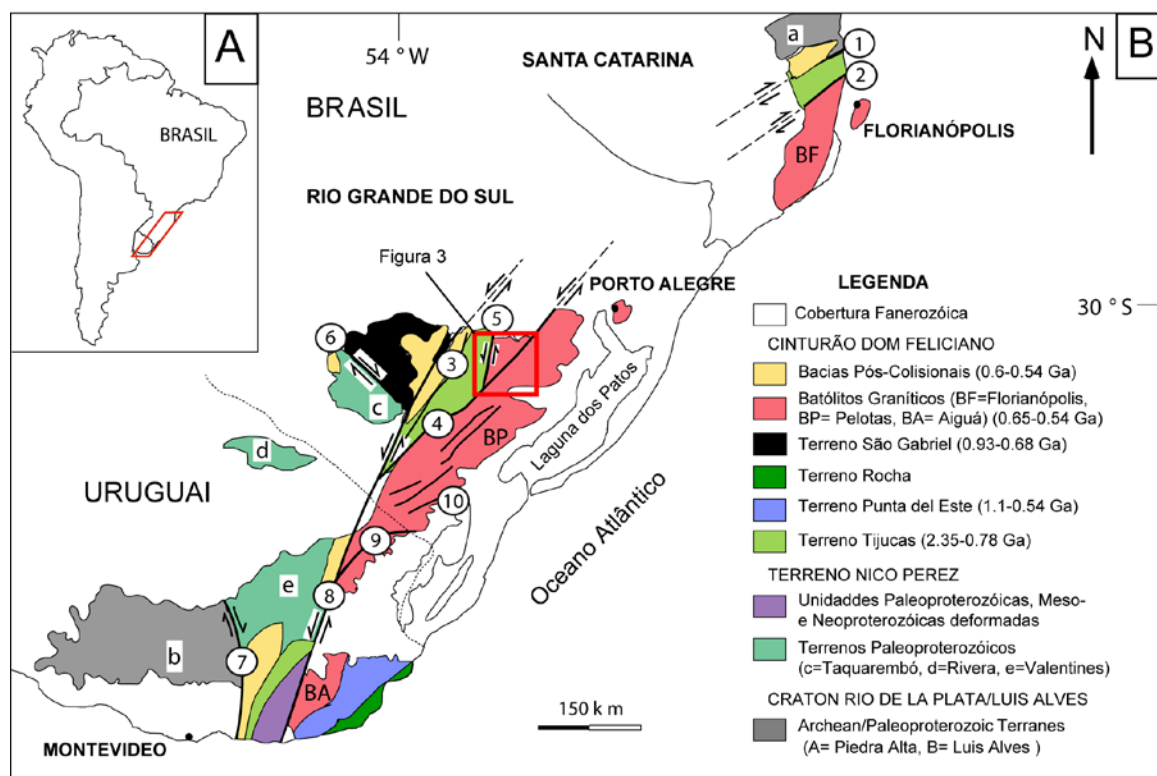 A
BRASIL
54 ° W
SANTA CATARINA
BRASIL
a
1
2
N
B
FLORIANÓPOLIS
BF
RIO GRANDE DO SUL
Figura 3
PORTO ALEGRE
5
6
3
c
4
BP
d
Laguna dos Patos
URUGUAI
10
9
Oceano Atlântico
e
8
b
7
BA
150 k m
MONTEVIDEO
LEGENDA
30 ° S
Cobertura Fanerozóica
CINTURÃO DOM FELICIANO
Bacias Pós-Colisionais (0.6-0.54 Ga)
Batólitos Graníticos (BF=Florianópolis,
BP= Pelotas, BA= Aiguá) (0.65-0.54 Ga)
Terreno São Gabriel (0.93-0.68 Ga)
Terreno Rocha
Terreno Punta del Este (1.1-0.54 Ga)
Terreno Tijucas (2.35-0.78 Ga)
TERRENO NICO PEREZ
Unidaddes Paleoproterozóicas, Meso-
e Neoproterozóicas deformadas
Terrenos Paleoproterozóicos
(c=Taquarembó, d=Rivera, e=Valentines)
CRATON RIO DE LA PLATA/LUIS ALVES
Archean/Paleoproterozoic Terranes
(A= Piedra Alta, B= Luis Alves )